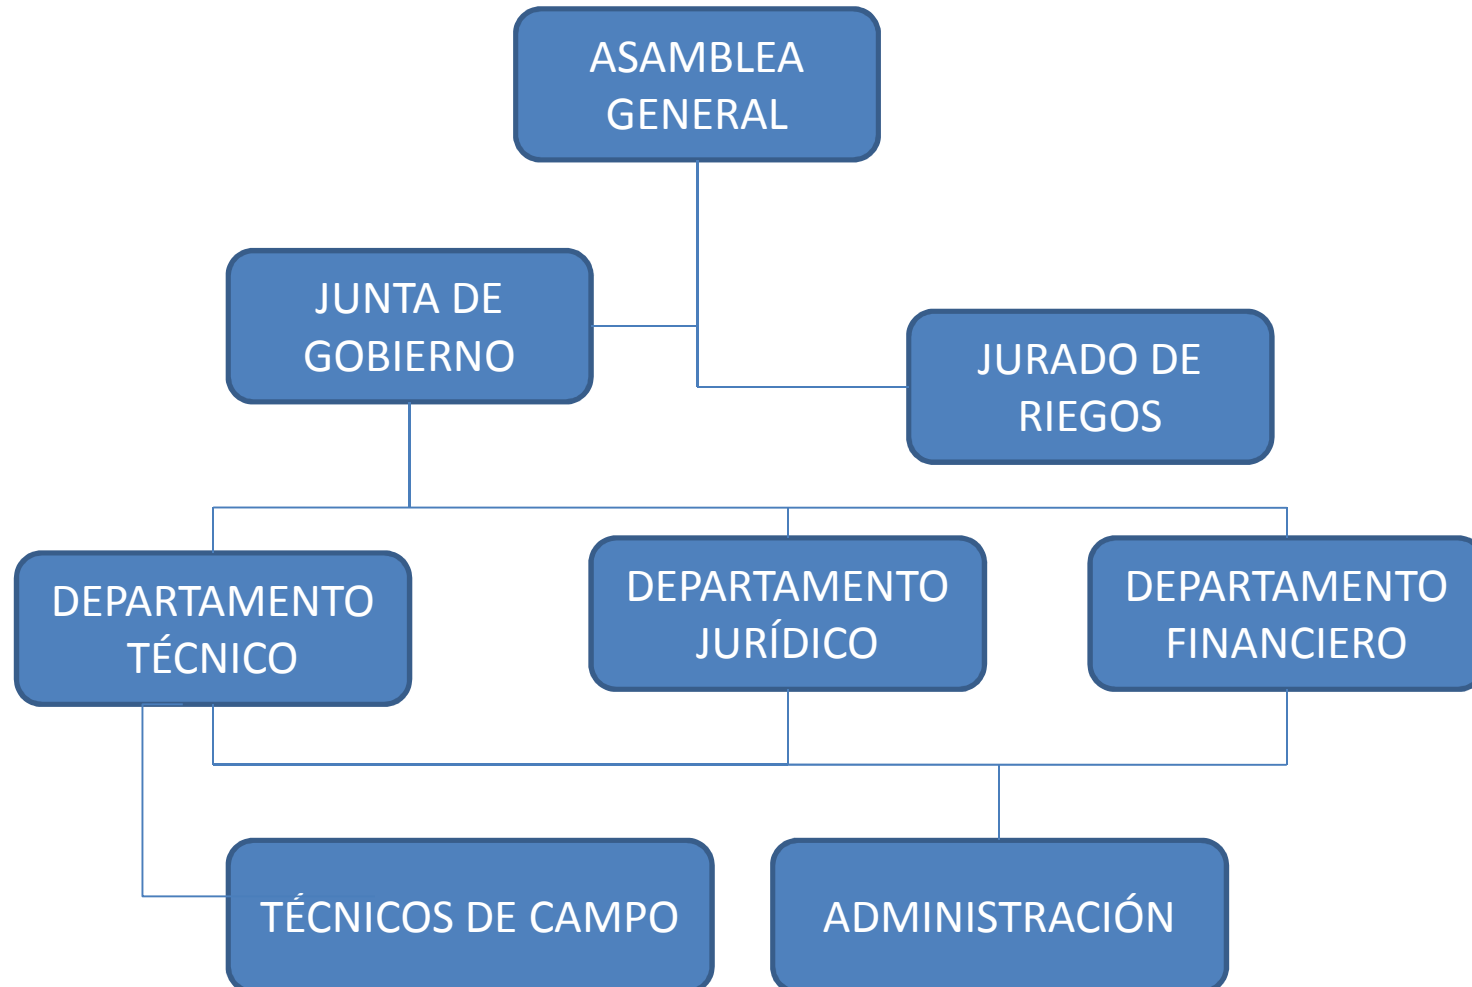 ASAMBLEA
GENERAL
JUNTA DE
GOBIERNO
JURADO DE
RIEGOS
DEPARTAMENTO
TÉCNICO
DEPARTAMENTO
JURÍDICO
DEPARTAMENTO
FINANCIERO
TÉCNICOS DE CAMPO
ADMINISTRACIÓN